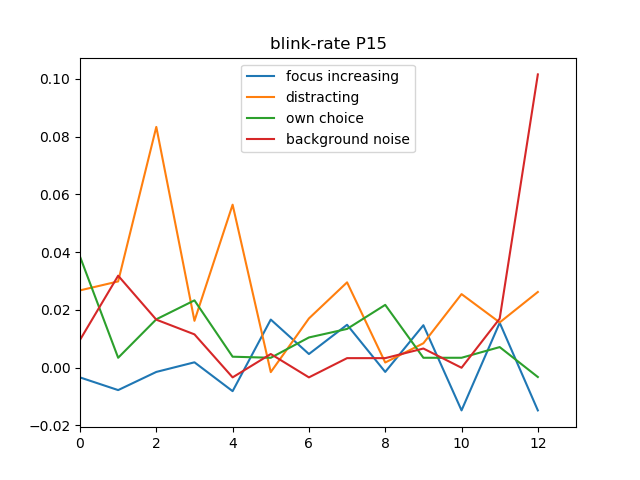 blink-rate P15
focus increasing
distracting
own choice
background noise
0.10
0.08
0.06
0.04
0.02
0.00
−0.02
0 2 4 6 8 10 12